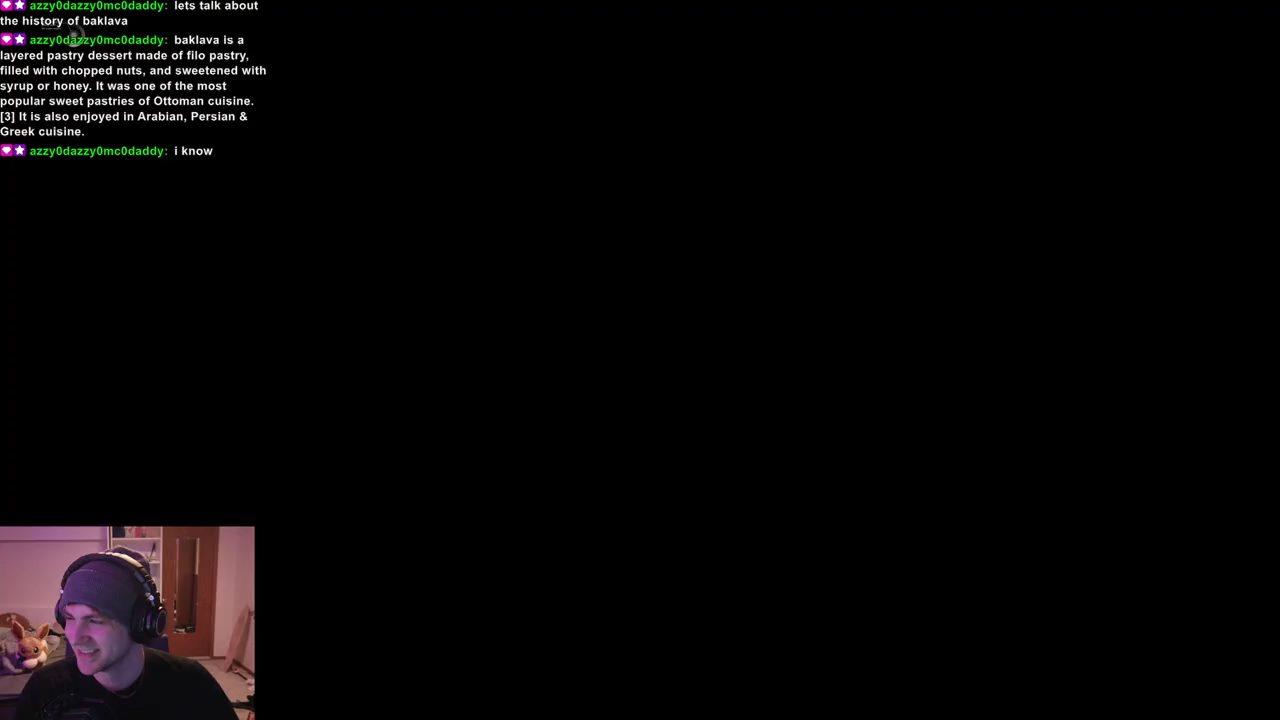 azzy0dazzy0mc0daddy: lets talk about
the history of baklava
azzy0dazzy0mc0daddy: baklava is a
layered pastry dessert made of filo pastry,
filled with chopped nuts, and sweetened with
syrup or honey. It was one of the most
popular sweet pastries of Ottoman cuisine.
[3] It is also enjoyed in Arabian, Persian &
Greek cuisine.
azzy0dazzy0mc0daddy: i know